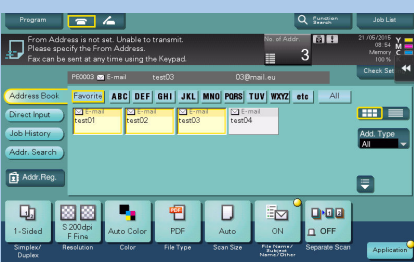 Program
Function
Search
Job List
From Address is not set. Unable to
transmit.
Please specify the From Address.
Fax can be sent at any time using the Keypad.
No. of Addr.
3
21/05/2015
08:54
Memory
100 %
Y
M
C
K
PE0003 E-mail test03 03@mail.eu
Check Set
Address Book
Favorite ABC DEF GHI JKL MNO PQRS TUV WXYZ etc All
Direct Input
Job History
Addr. Search
Addr.Reg.
E-mail
test01
E-mail
test02
E-mail
test03
E-mail
test04
Add. Type
All
1-Sided
S 200dpi
F Fine
Auto Color
PDF
Auto
ON
OFF
Simplex/
Duplex
Resolution
Color
File Type
Scan Size
File Name/
Subject
Name/Other
Separate Scan
Application